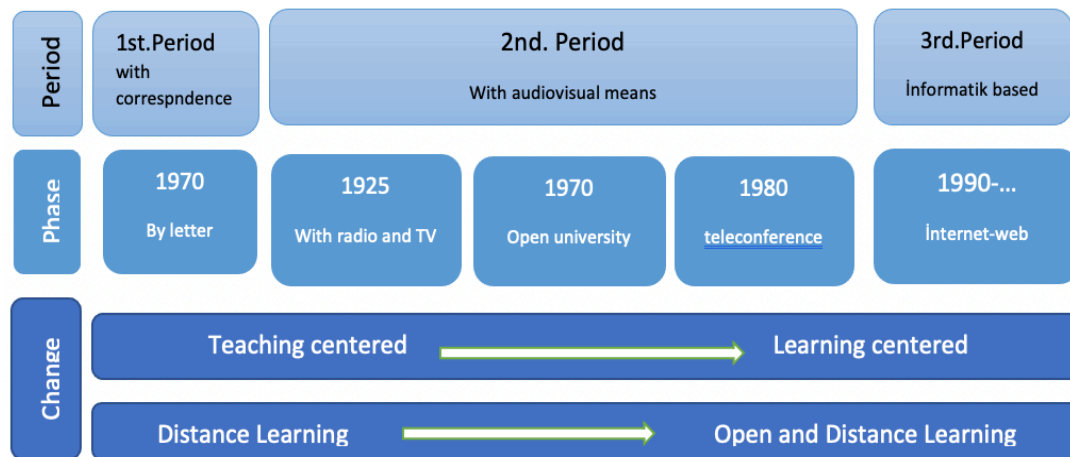 Period
1st.Period
with
correspndence
2nd. Period
With audiovisual means
3rd.Period
İnformatik based
Phase
1970
By letter
1925
With radio and TV
1970
Open university
1980
teleconference
1990-...
İnternet-web
Change
Teaching centered
Learning centered
Distance Learning
Open and Distance Learning